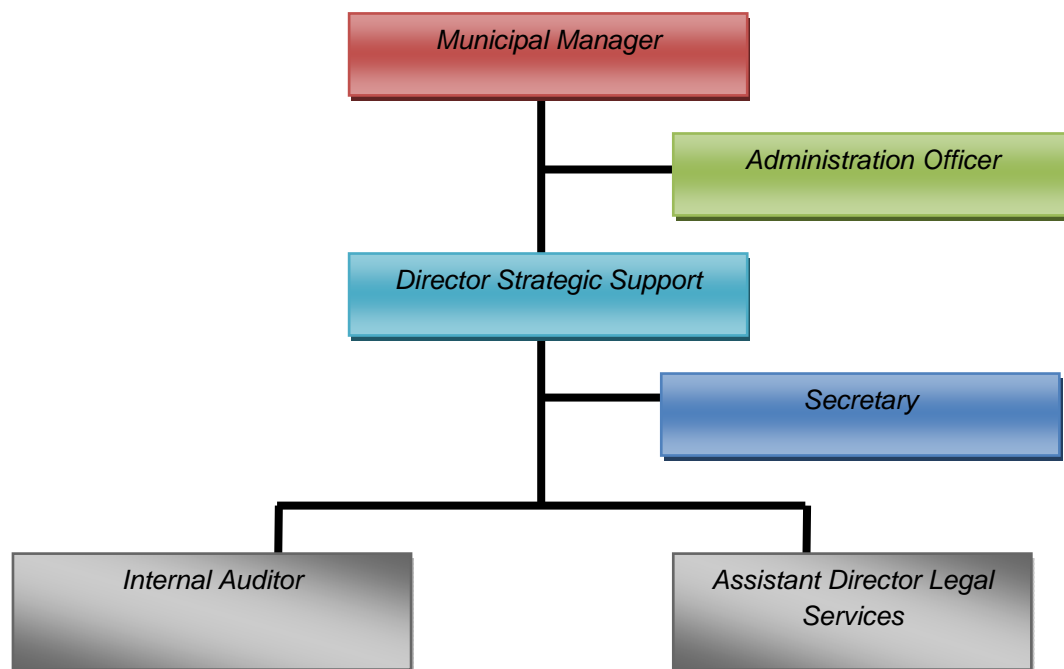 Municipal Manager
Administration Officer
Director Strategic Support
Secretary
Internal Auditor
Assistant Director Legal
Services